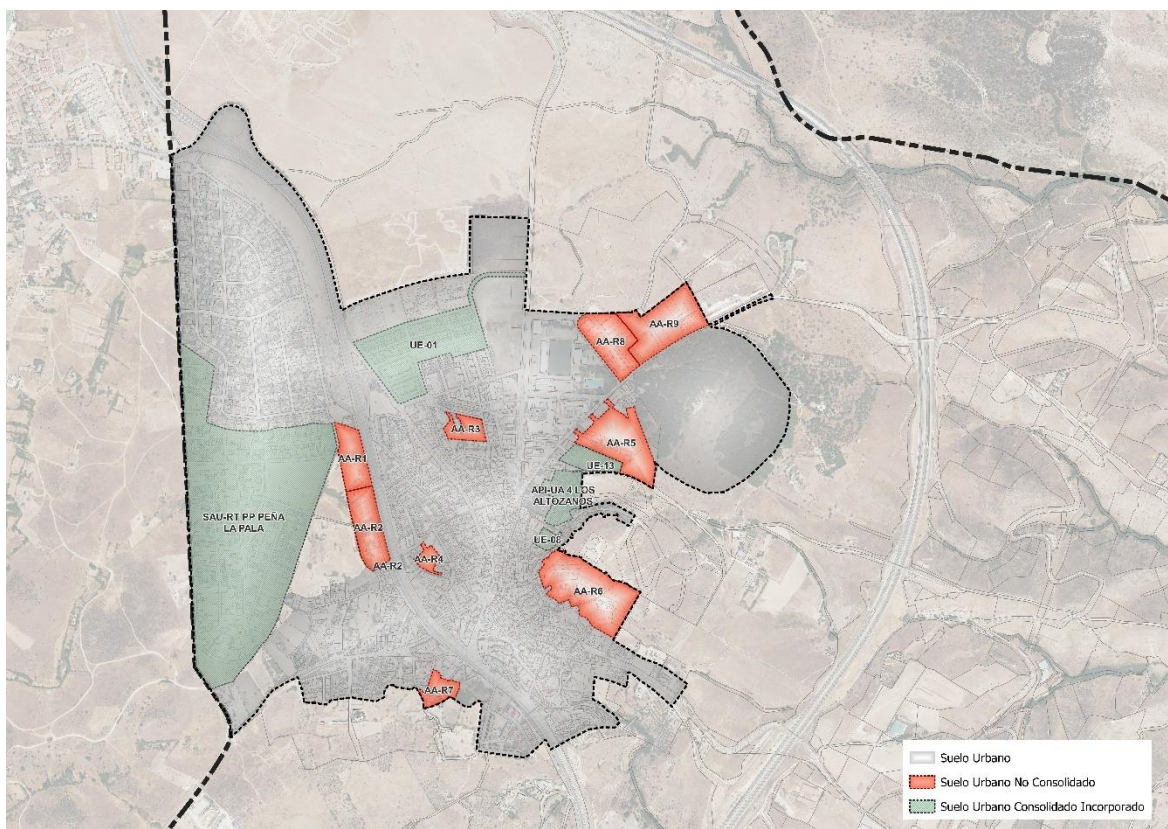 AA-R9
AA-R8
UE-01
AA-R3
AA-R5
AA-R1
UE-13
API-UA 4 LOS
ALTOZANOS
SAU-RT PP PEÑA
LA PALA
AA-R2
UE-08
AA-R4
AA-R2
AA-R6
AA-R7
Suelo Urbano
Suelo Urbano No Consolidado
Suelo Urbano Consolidado Incorporado